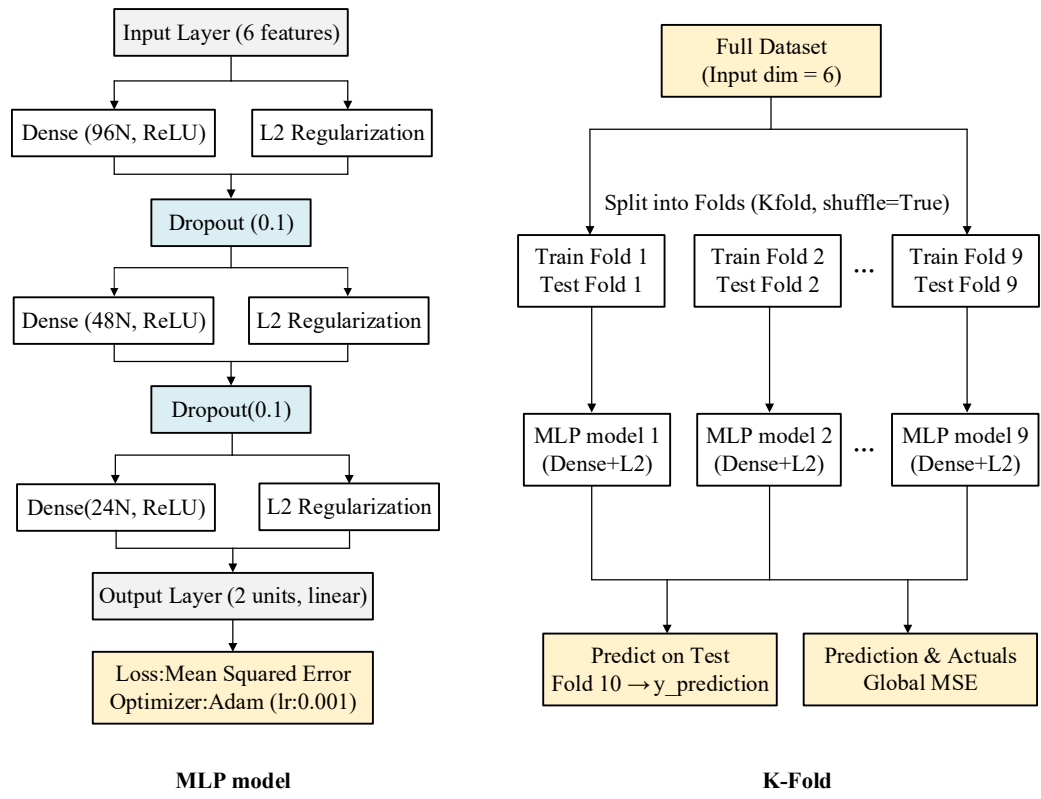 Input Layer (6 features)
Dense (96N, ReLU)
L2 Regularization
Dropout (0.1)
Dense (48N, ReLU)
L2 Regularization
Dropout(0.1)
Dense(24N, ReLU)
L2 Regularization
Output Layer (2 units, linear)
Loss:Mean Squared Error
Optimizer:Adam (lr:0.001)
MLP model
Full Dataset
(Input dim = 6)
Split into Folds (Kfold, shuffle=True)
Train Fold 1
Test Fold 1
Train Fold 2
Test Fold 2
...
Train Fold 9
Test Fold 9
MLP model 1
(Dense+L2)
MLP model 2
(Dense+L2)
...
MLP model 9
(Dense+L2)
Predict on Test
Fold 10 → y_prediction
Prediction & Actuals
Global MSE
K-Fold